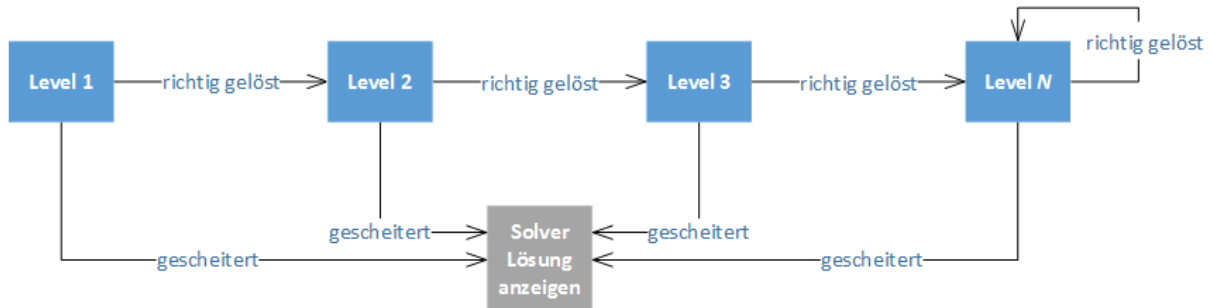 richtig gelöst
Level 1
richtig gelöst
Level 2
richtig gelöst
Level 3
richtig gelöst
Level N
gescheitert
Solver
Lösung
anzeigen
gescheitert
gescheitert
gescheitert